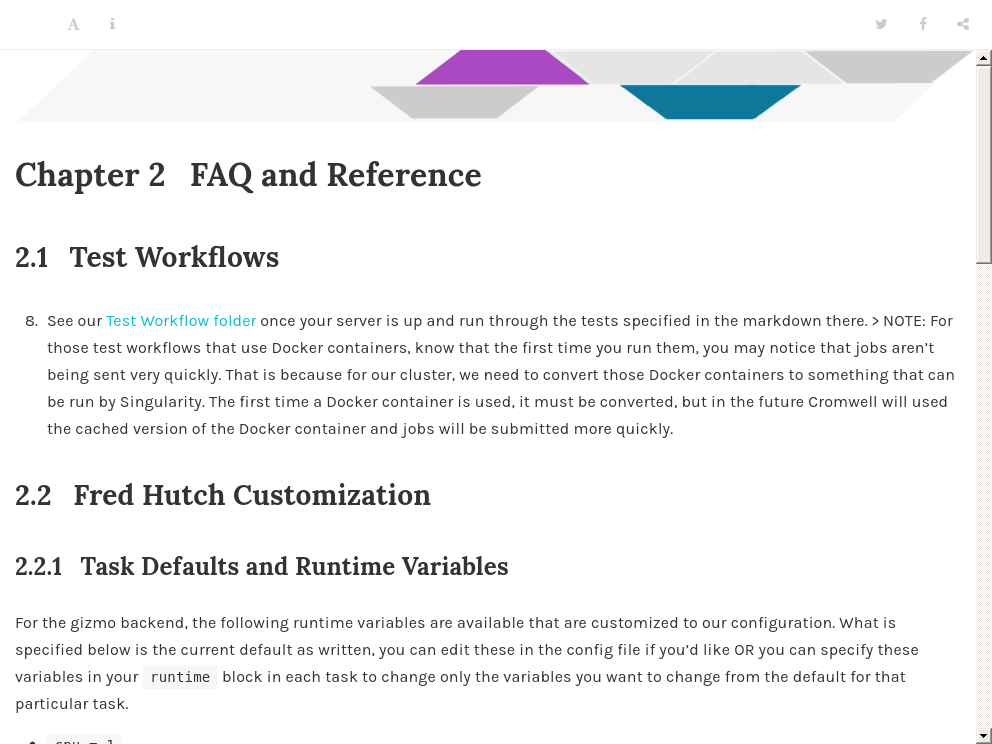 Chapter 2 FAQ and Reference
2.1 Test Workflows
8. See our Test Workflow folder once your server is up and run through the tests specified in the markdown there. > NOTE: For
those test workflows that use Docker containers, know that the first time you run them, you may notice that jobs aren’t
being sent very quickly. That is because for our cluster, we need to convert those Docker containers to something that can
be run by Singularity. The first time a Docker container is used, it must be converted, but in the future Cromwell will used
the cached version of the Docker container and jobs will be submitted more quickly.
2.2 Fred Hutch Customization
2.2.1 Task Defaults and Runtime Variables
For the gizmo backend, the following runtime variables are available that are customized to our configuration. What is
specified below is the current default as written, you can edit these in the config file if you’d like OR you can specify these
variables in your runtime block in each task to change only the variables you want to change from the default for that
particular task.